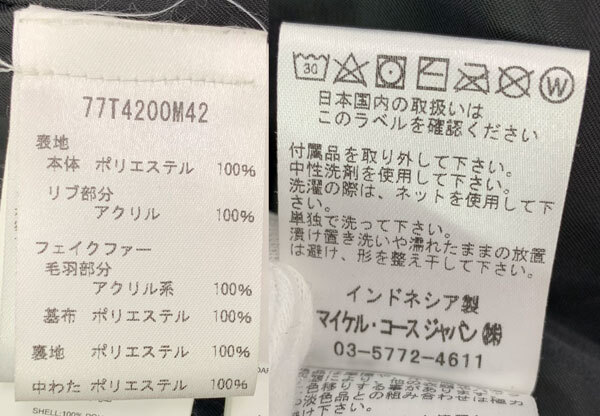 77T4200M42
表地
本体 ポリエステル 100%
リブ部分
アクリル 100%
フェイクファー
毛羽部分
アクリル系 100%
基布 ポリエステル 100%
裏地 ポリエステル 100%
中わた ポリエステル 100%
30
W
日本国内の取扱いは
このラベルを確認ください
付属品を取り外して下さい。
中性洗剤を使用して下さい。
洗濯の際は、ネットを使用して下
さい。
単独で洗って下さい。
漬け置き洗いや濡れたままの放置
は避け、形を整え干して下さい。
インドネシア製
マイケル・コースジャパン㈱
03-5772-4611
SHELL:100%